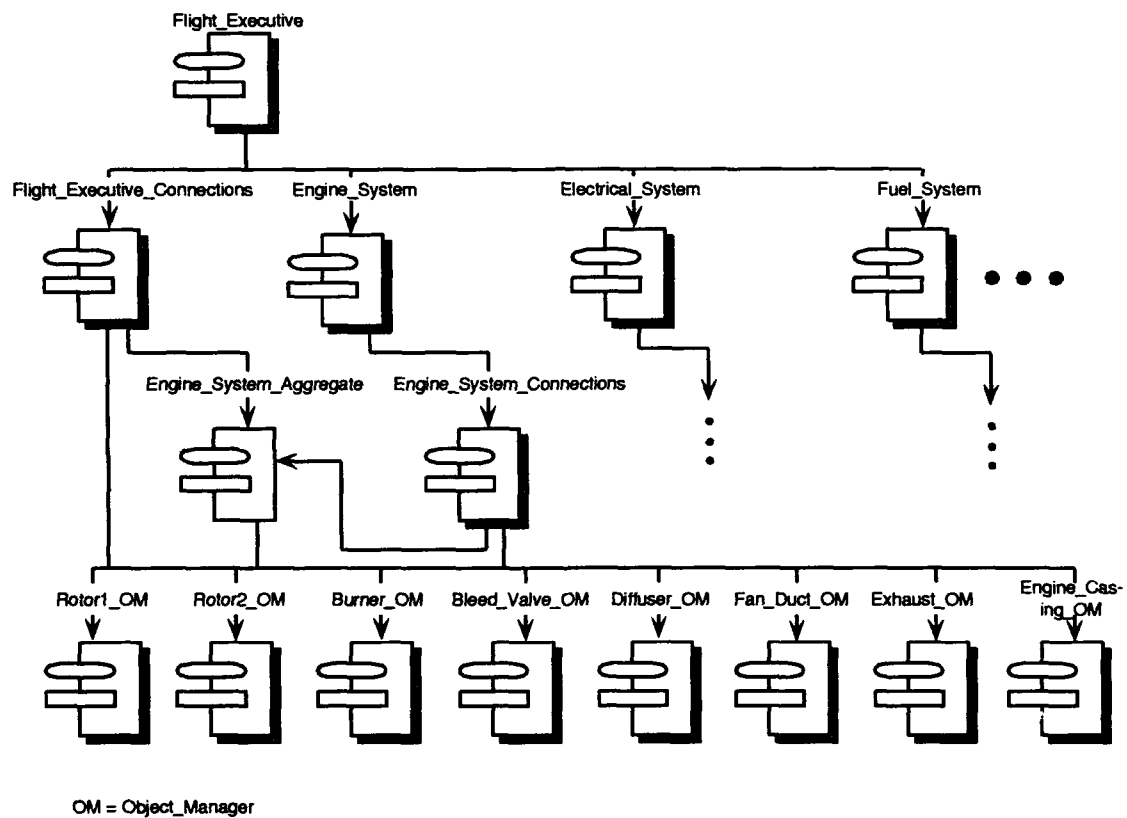 Flight_Executive
Flight_Executive_Connections
Engine_System
Electrical_System
Fuel_System
Engine_System_Aggregate
Engine_System_Connections
Rotor1_OM
Rotor2_OM
Burner_OM
Bleed_Valve_OM
Diffuser_OM
Fan_Duct_OM
Exhaust_OM
Engine_Cas-
ing_OM
OM = Object_Manager